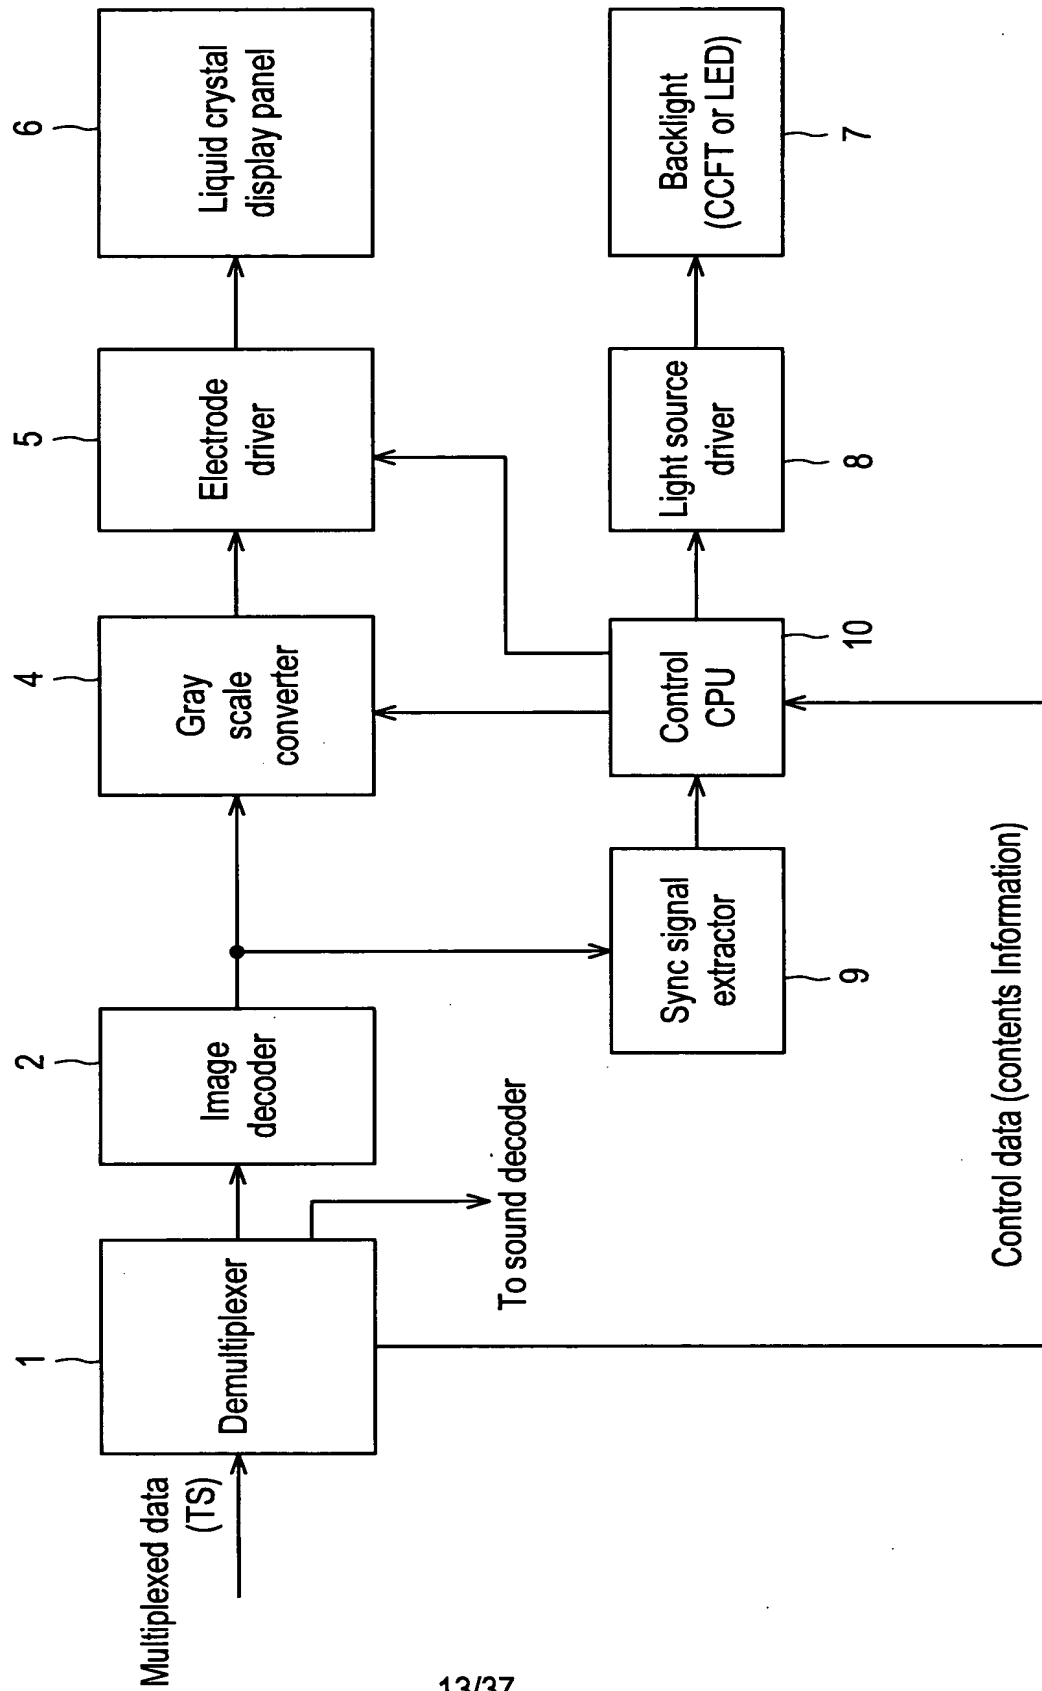 Multiplexed data
(TS)
1
Demultiplexer
To sound decoder
2
Image
decoder
4
Gray
scale
converter
5
Electrode
driver
6
Liquid crystal
display panel
9
Sync signal
extractor
10
Control
CPU
8
Light source
driver
7
Backlight
(CCFT or LED)
Control data (contents Information)
13/37